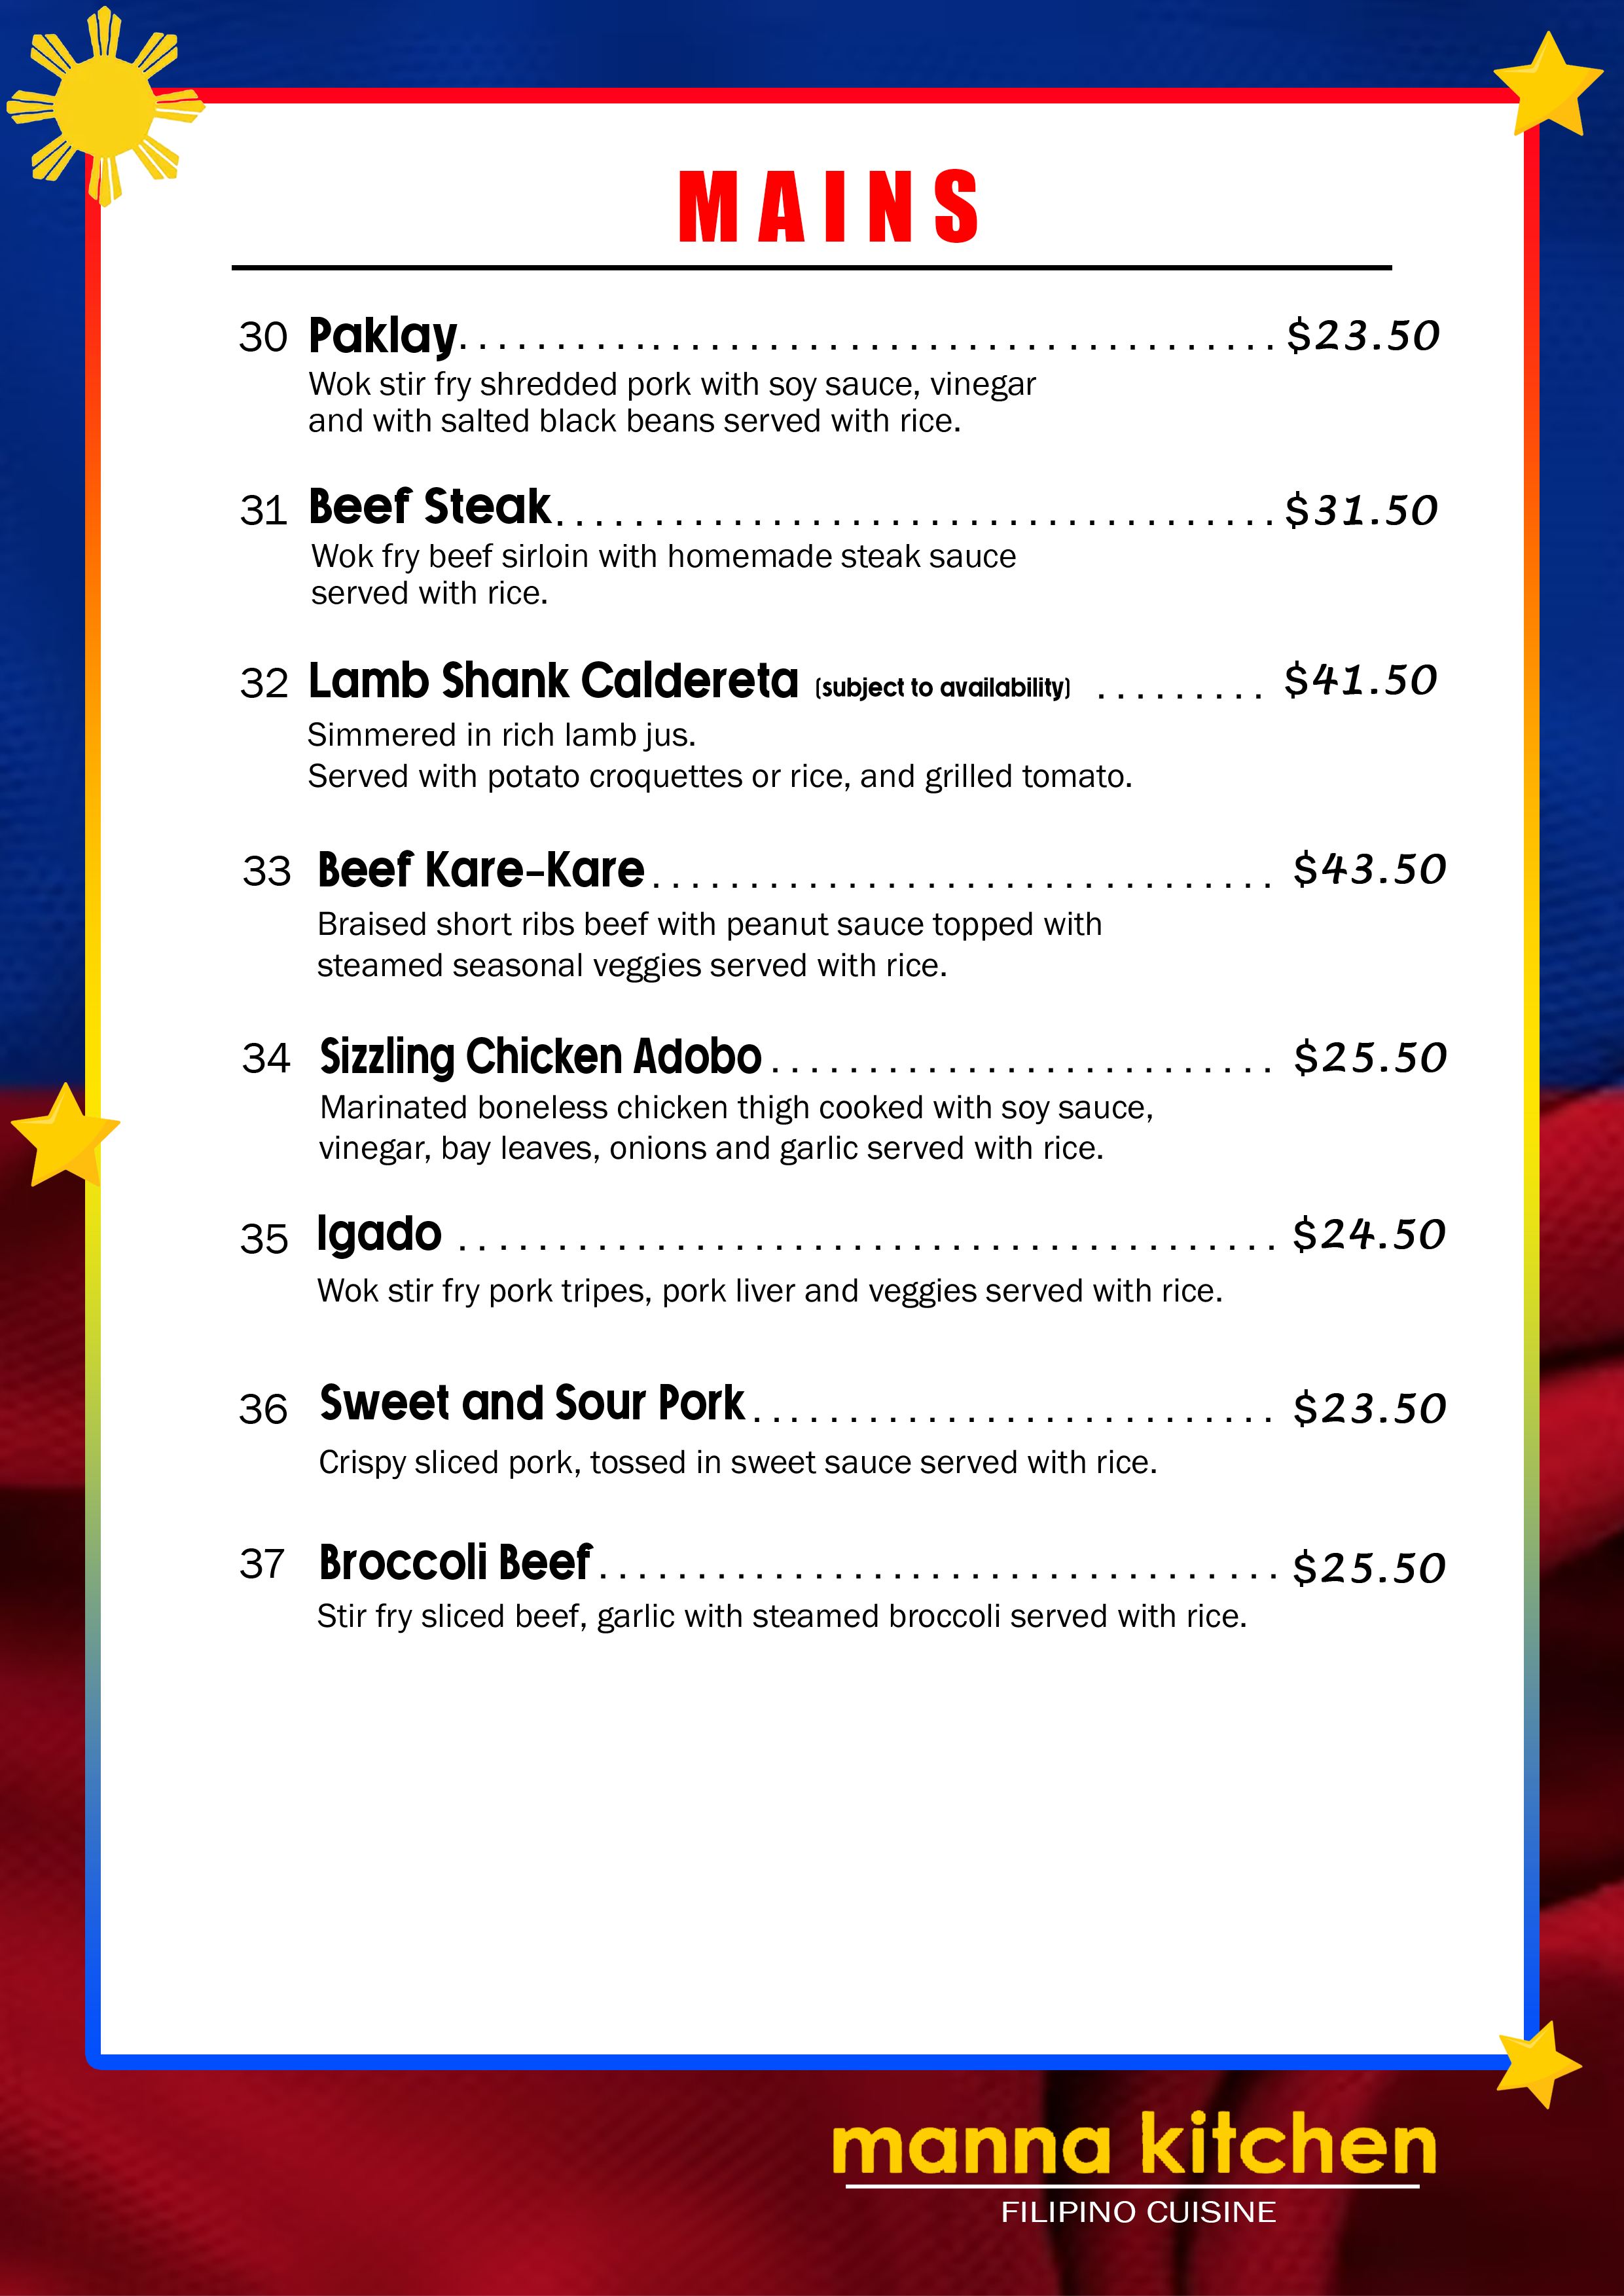 MAINS
30 Paklay. . . . . . . . . . . . . . . . . . . . . . . . . . . . . . . . . . . . . . . . . . $23.50
Wok stir fry shredded pork with soy sauce, vinegar
and with salted black beans served with rice.
31 Beef Steak. . . . . . . . . . . . . . . . . . . . . . . . . . . . . . . . . . . . . $31.50
Wok fry beef sirloin with homemade steak sauce
served with rice.
32 Lamb Shank Caldereta (subject to availability) . . . . . . . . . $41.50
Simmered in rich lamb jus.
Served with potato croquettes or rice, and grilled tomato.
33 Beef Kare-Kare . . . . . . . . . . . . . . . . . . . . . . . . . . . . . . . . $43.50
Braised short ribs beef with peanut sauce topped with
steamed seasonal veggies served with rice.
34 Sizzling Chicken Adobo . . . . . . . . . . . . . . . . . . . . . . . . . . $25.50
Marinated boneless chicken thigh cooked with soy sauce,
vinegar, bay leaves, onions and garlic served with rice.
35 Igado . . . . . . . . . . . . . . . . . . . . . . . . . . . . . . . . . . . . . . . . . . $24.50
Wok stir fry pork tripes, pork liver and veggies served with rice.
36 Sweet and Sour Pork . . . . . . . . . . . . . . . . . . . . . . . . . . . $23.50
Crispy sliced pork, tossed in sweet sauce served with rice.
37 Broccoli Beef . . . . . . . . . . . . . . . . . . . . . . . . . . . . . . . . . . . $25.50
Stir fry sliced beef, garlic with steamed broccoli served with rice.
manna kitchen
FILIPINO CUISINE